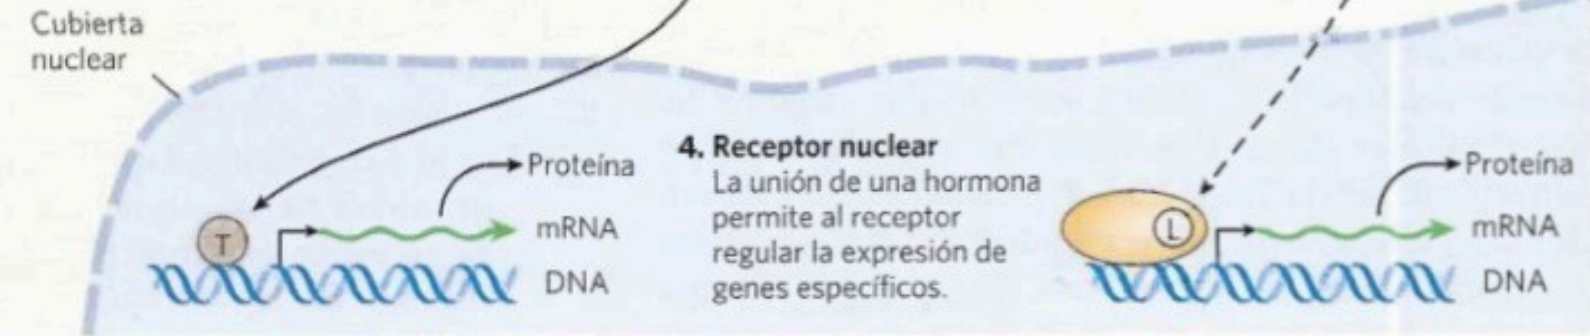 Cubierta
nuclear
Proteína
mRNA
T
DNA
4. Receptor nuclear
La unión de una hormona
permite al receptor
regular la expresión de
genes específicos.
Proteína
L
mRNA
DNA